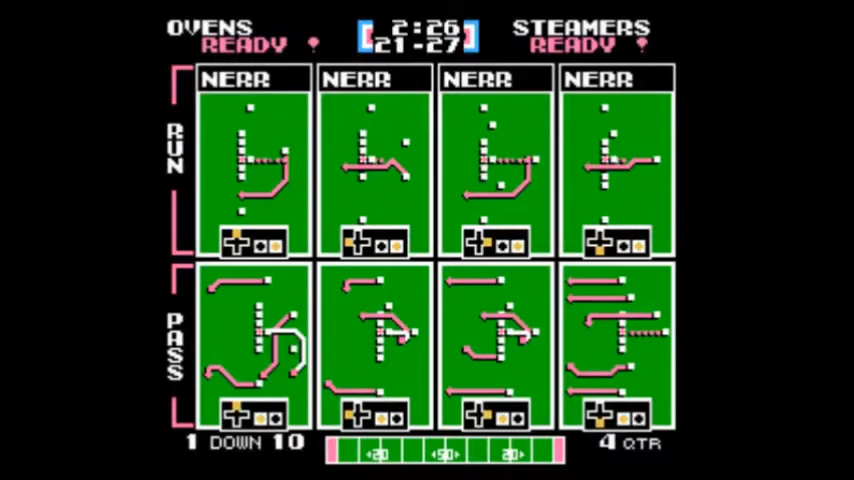 OVENS 2:26 STEAMERS
READY 21-27 READY
NERR NERR NERR NERR
RUN
PASS
1 DOWN 10 20 50 20 4 QTR